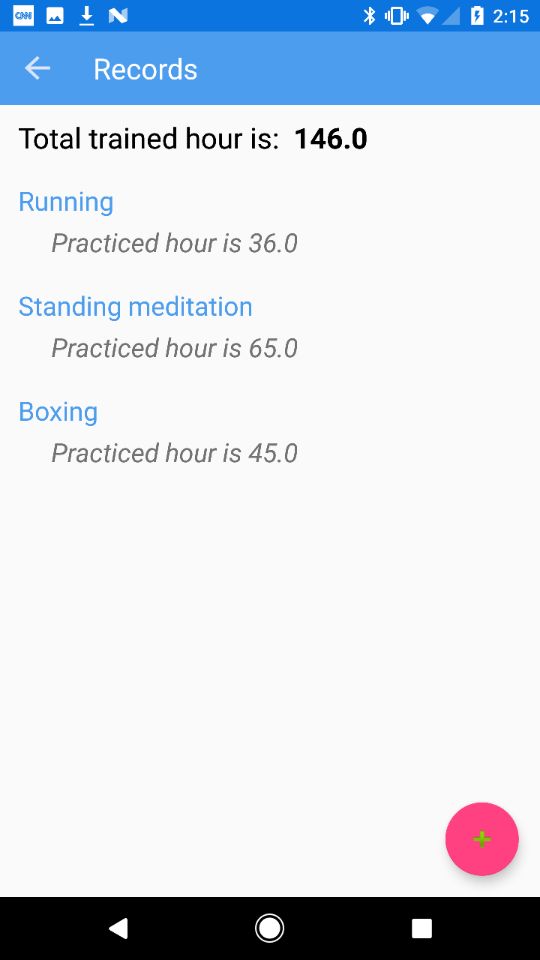 CNN 2:15
Records
Total trained hour is: 146.0
Running
Practiced hour is 36.0
Standing meditation
Practiced hour is 65.0
Boxing
Practiced hour is 45.0
+